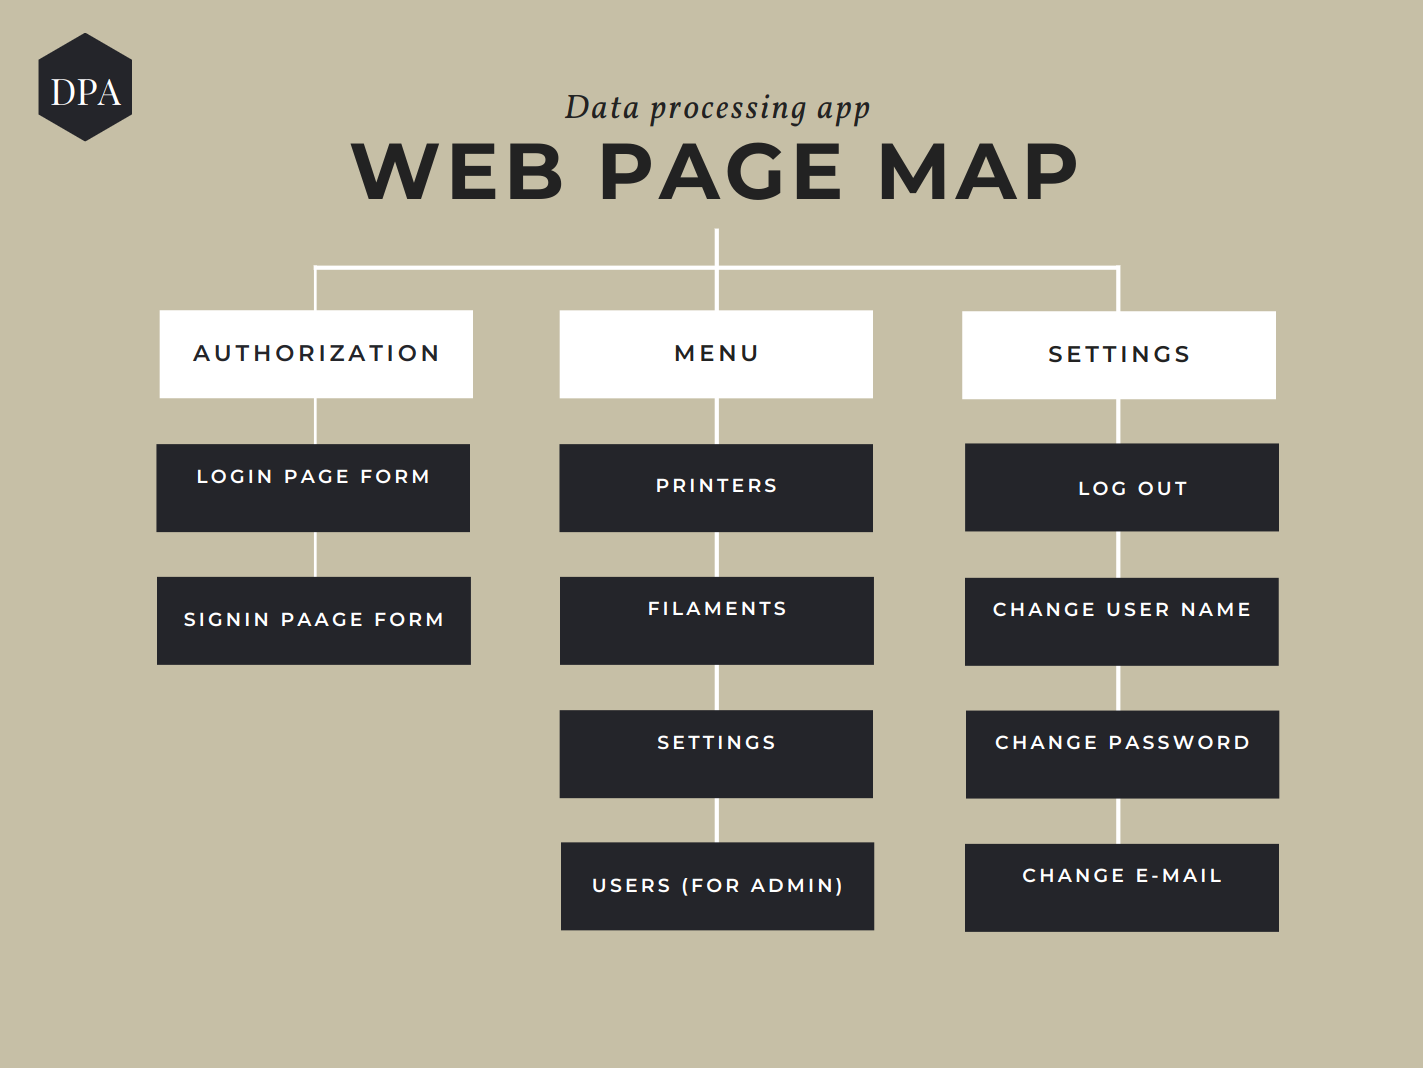 DPA
Data processing app
WEB PAGE MAP
AUTHORIZATION
LOGIN PAGE FORM
SIGNIN PAAGE FORM
MENU
PRINTERS
FILAMENTS
SETTINGS
USERS (FOR ADMIN)
SETTINGS
LOG OUT
CHANGE USER NAME
CHANGE PASSWORD
CHANGE E-MAIL